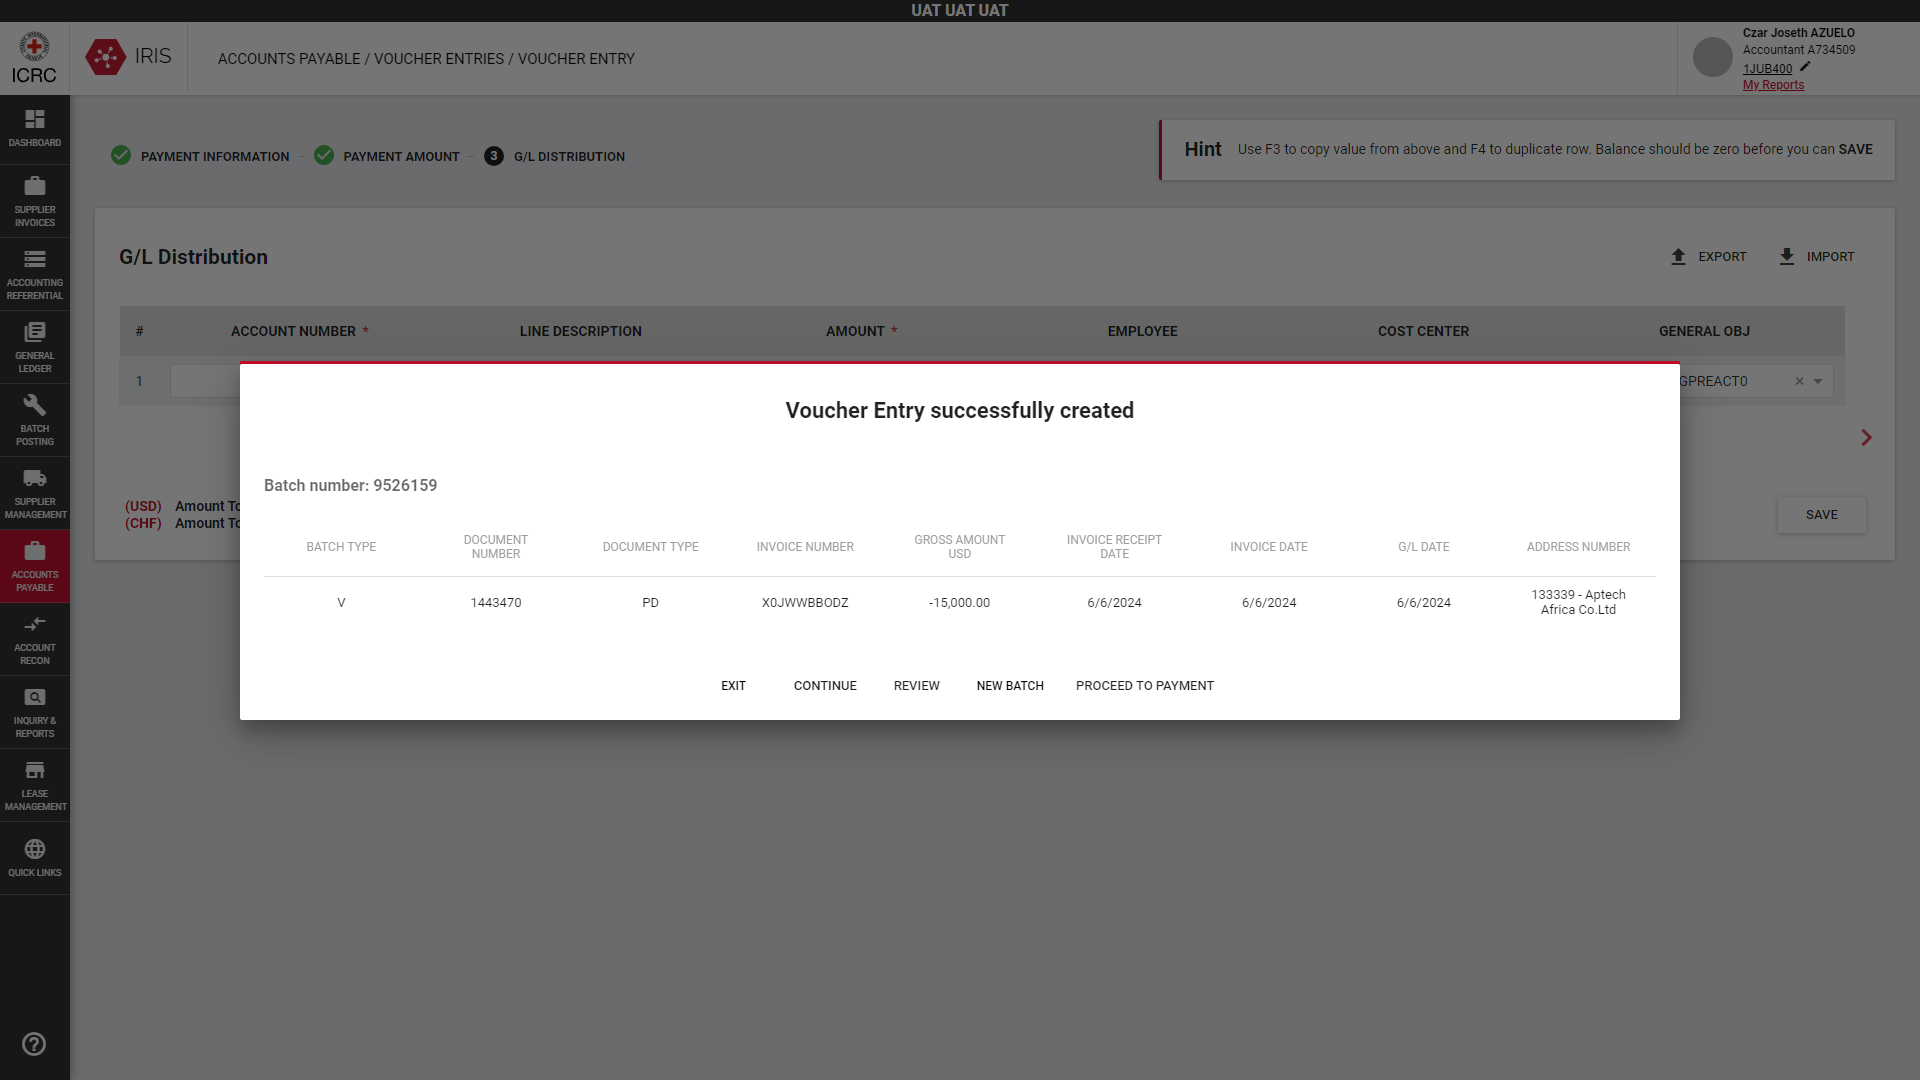 UAT UAT UAT
ICRC
IRIS
ACCOUNTS PAYABLE / VOUCHER ENTRIES / VOUCHER ENTRY
Czar Joseth AZUELO
Accountant A734509
1JUB400
My Reports
DASHBOARD
SUPPLIER
INVOICES
ACCOUNTING
REFERENTIAL
GENERAL
LEDGER
BATCH
POSTING
SUPPLIER
MANAGEMENT
ACCOUNTS
PAYABLE
ACCOUNT
RECON
INQUIRY &
REPORTS
LEASE
MANAGEMENT
QUICK LINKS
PAYMENT INFORMATION
PAYMENT AMOUNT
3 G/L DISTRIBUTION
Hint Use F3 to copy value from above and F4 to duplicate row. Balance should be zero before you can SAVE
G/L Distribution
EXPORT
IMPORT
# ACCOUNT NUMBER * LINE DESCRIPTION AMOUNT * EMPLOYEE COST CENTER GENERAL OBJ
1 GPREACT0
(USD) Amount To
(CHF) Amount To
SAVE
Voucher Entry successfully created
Batch number: 9526159
BATCH TYPE DOCUMENT NUMBER DOCUMENT TYPE INVOICE NUMBER GROSS AMOUNT USD INVOICE RECEIPT DATE INVOICE DATE G/L DATE ADDRESS NUMBER
V 1443470 PD X0JWWBBODZ -15,000.00 6/6/2024 6/6/2024 6/6/2024 133339 - Aptech Africa Co.Ltd
EXIT CONTINUE REVIEW NEW BATCH PROCEED TO PAYMENT